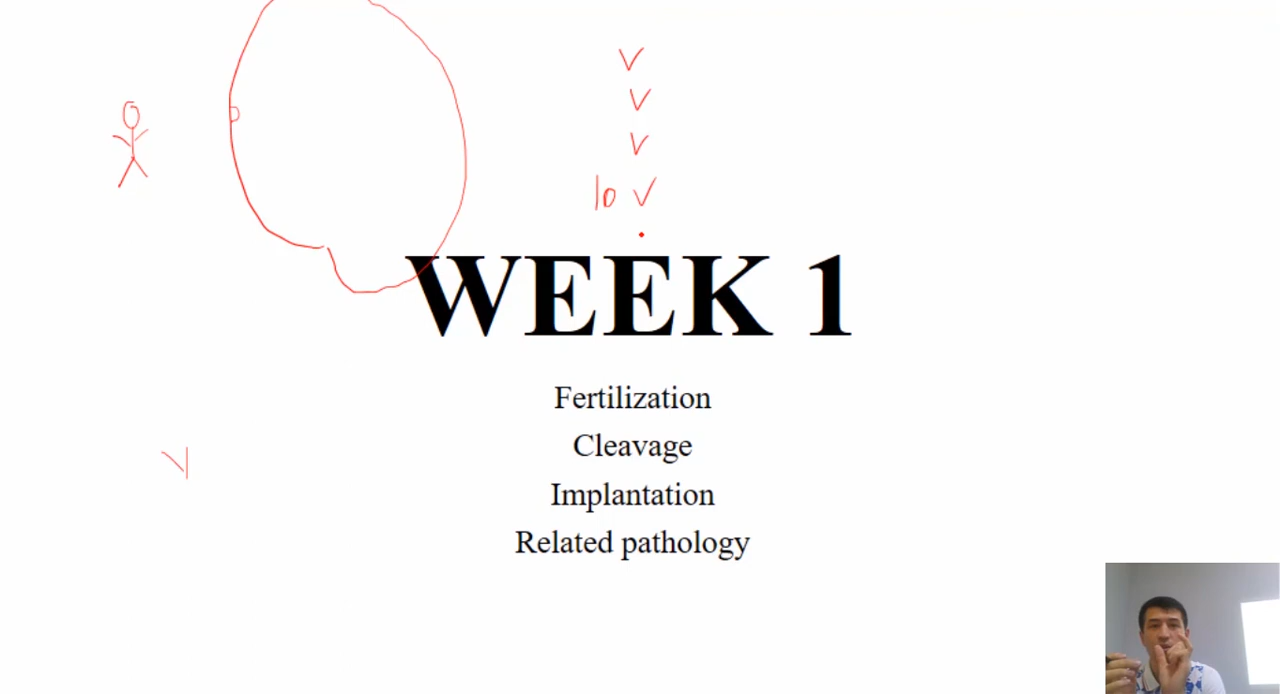 V
V
V
10 V
WEEK 1
Fertilization
Cleavage
Implantation
Related pathology